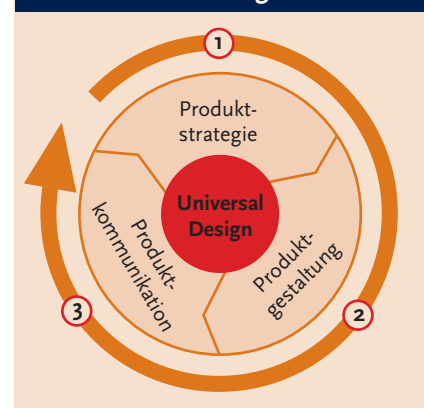 1
Produkt-
strategie
Universal
Design
Produkt-
gestaltung
2
Produkt-
kommunikation
3